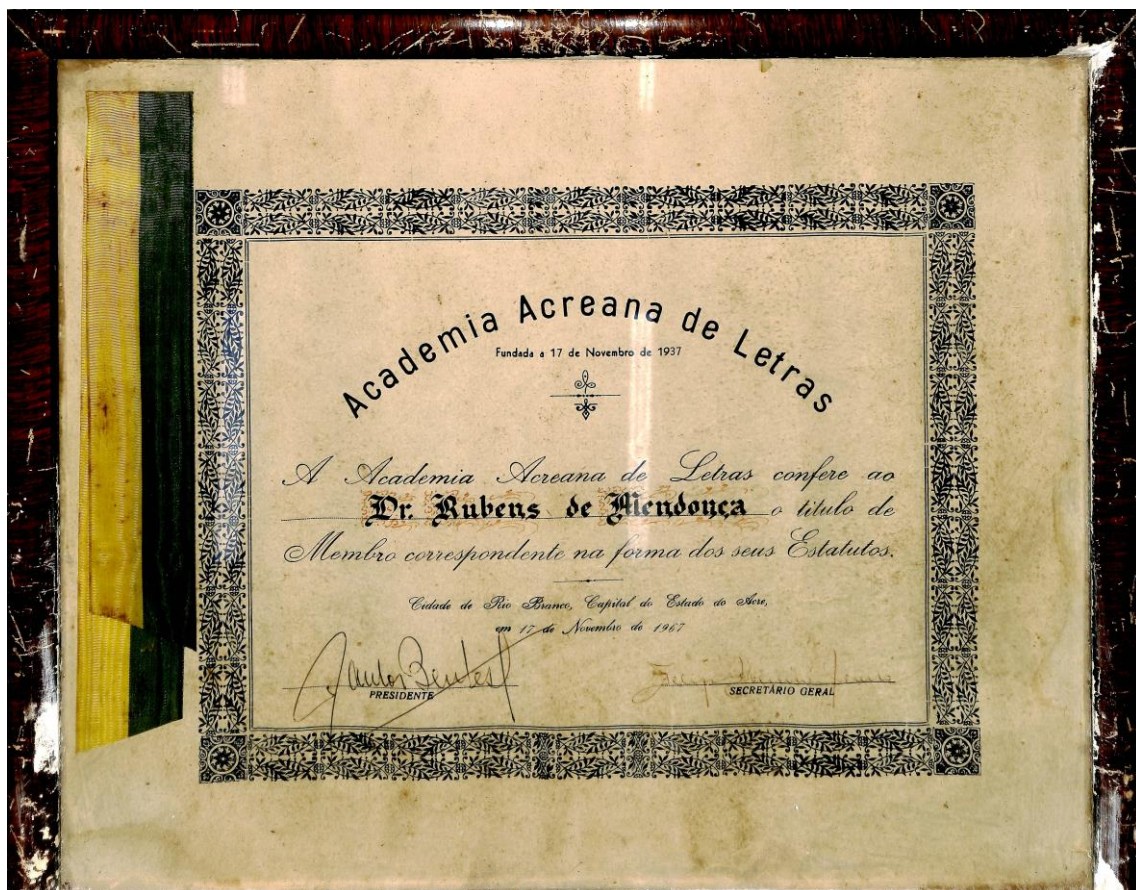 Academia Acreana de Letras
Fundada a 17 de Novembro de 1937
A Academia Acreana de Letras confere ao
Dr. Rubens de Mendonça o título de
Membro correspondente na forma dos seus Estatutos.
Cidade de Rio Branco, Capital do Estado do Acre,
em 17 de Novembro de 1967
PRESIDENTE
SECRETÁRIO GERAL